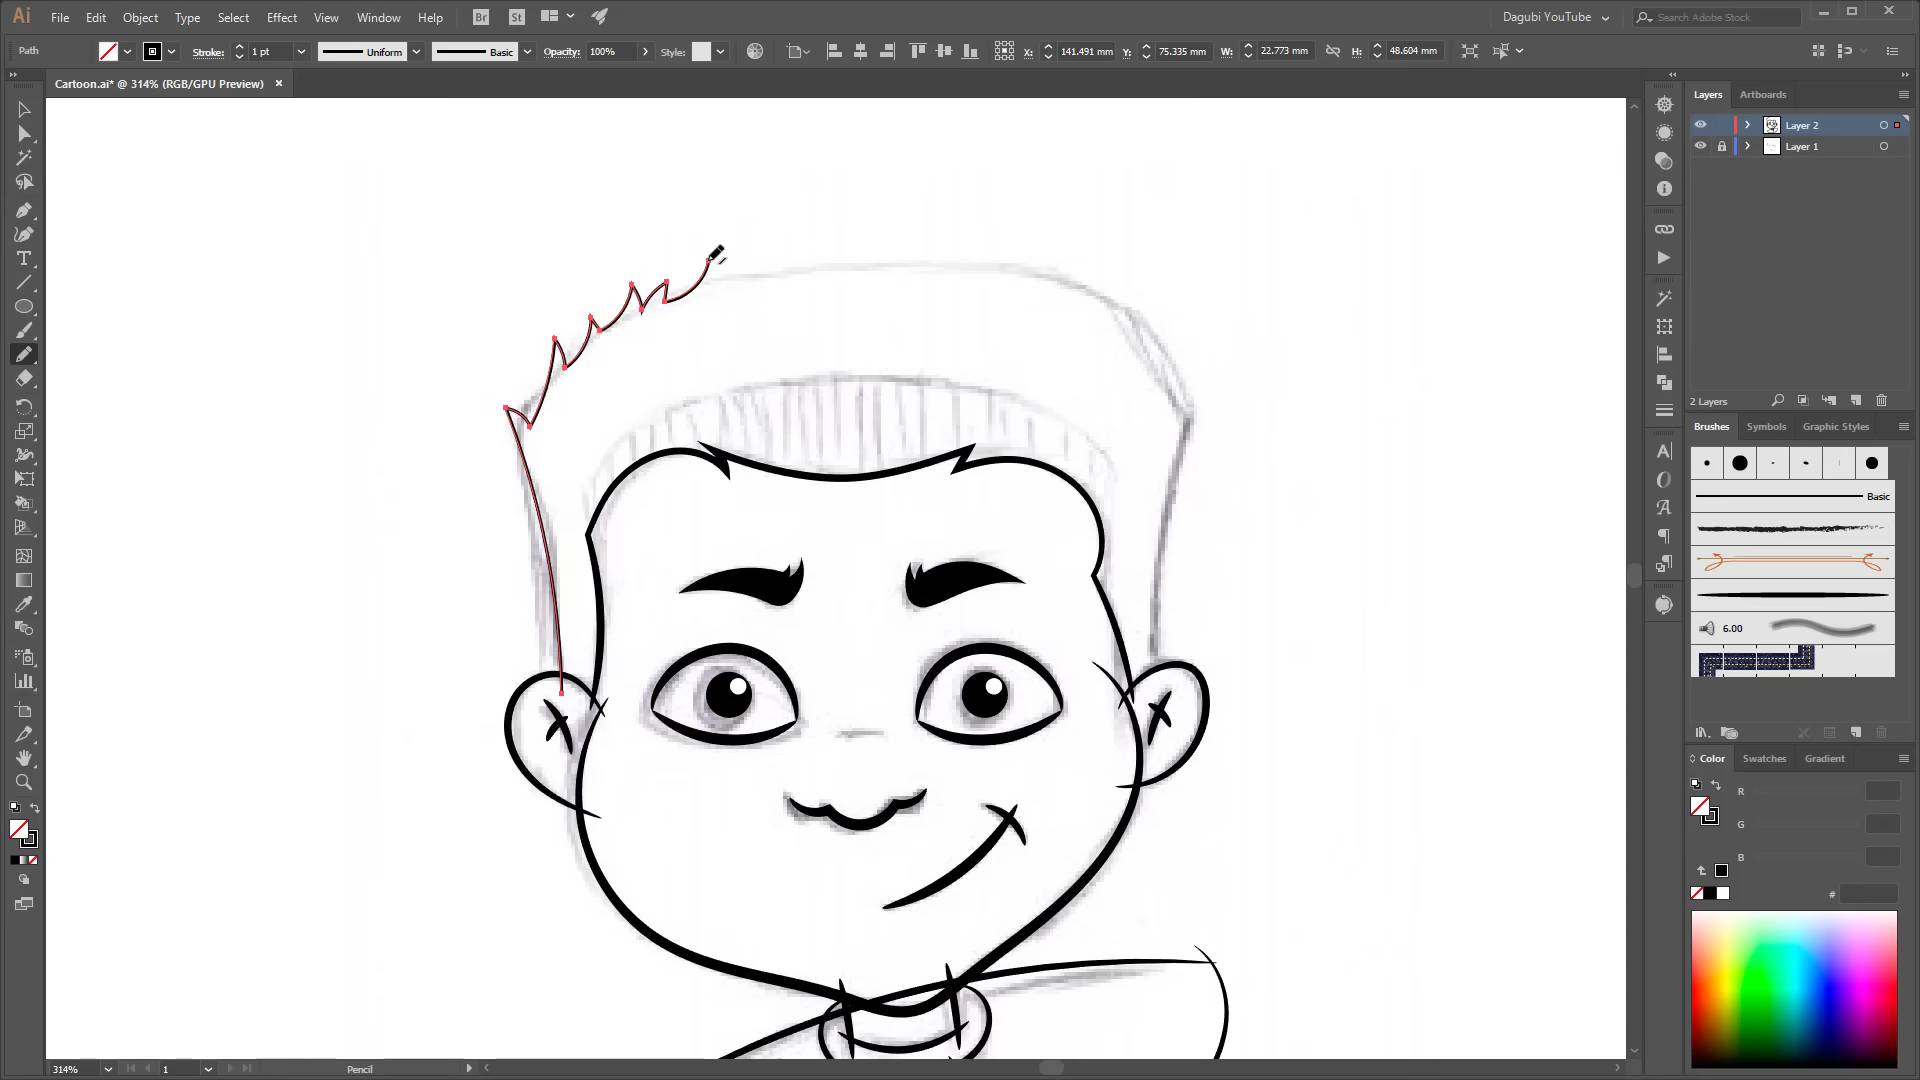 Ai File Edit Object Type Select Effect View Window Help Br St Dagubi YouTube Search Adobe Stock
Path Stroke: 1 pt Uniform Basic Opacity: 100% Style: X: 141.491 mm Y: 75.335 mm W: 22.773 mm H: 48.604 mm
Cartoon.ai* @ 314% (RGB/GPU Preview)
Layers Artboards
Layer 2
Layer 1
2 Layers
Brushes Symbols Graphic Styles
Basic
6.00
Color Swatches Gradient
R
G
B
#
314% 1 Pencil